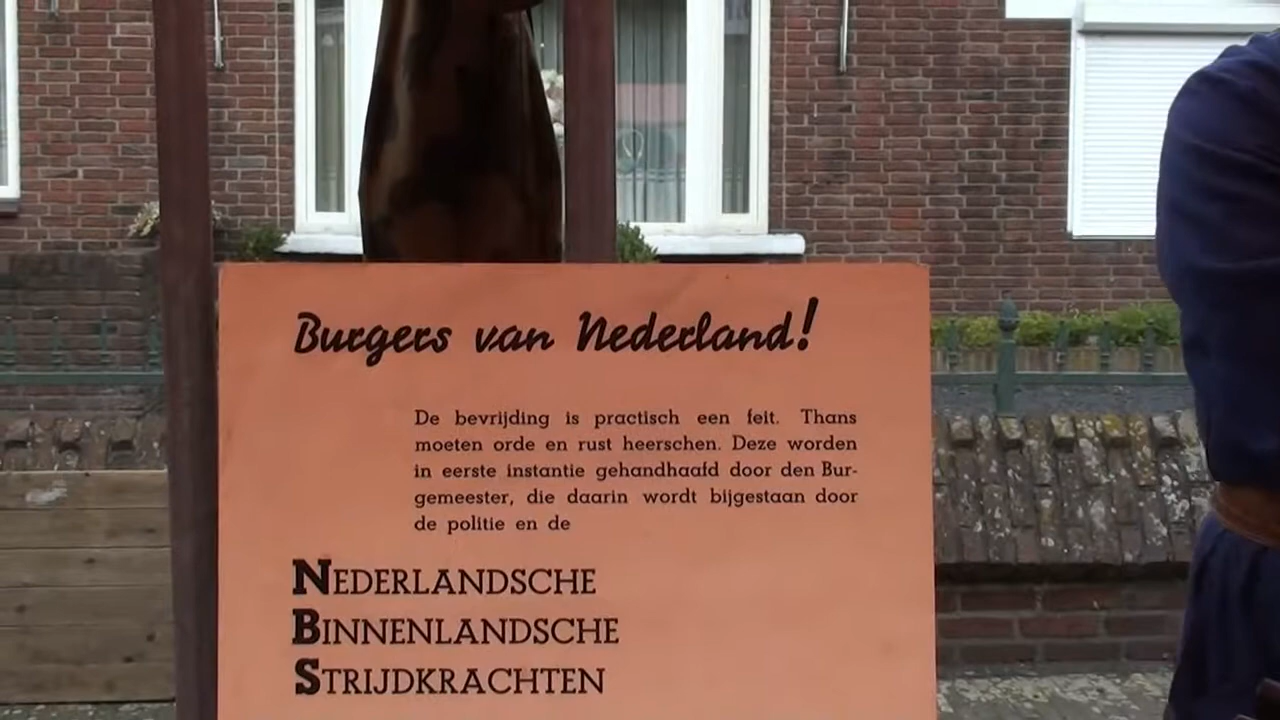 Burgers van Nederland!
De bevrijding is practisch een feit. Thans
moeten orde en rust heerschen. Deze worden
in eerste instantie gehandhaafd door den Bur-
gemeester, die daarin wordt bijgestaan door
de politie en de
NEDERLANDSCHE
BINNENLANDSCHE
STRIJDKRACHTEN